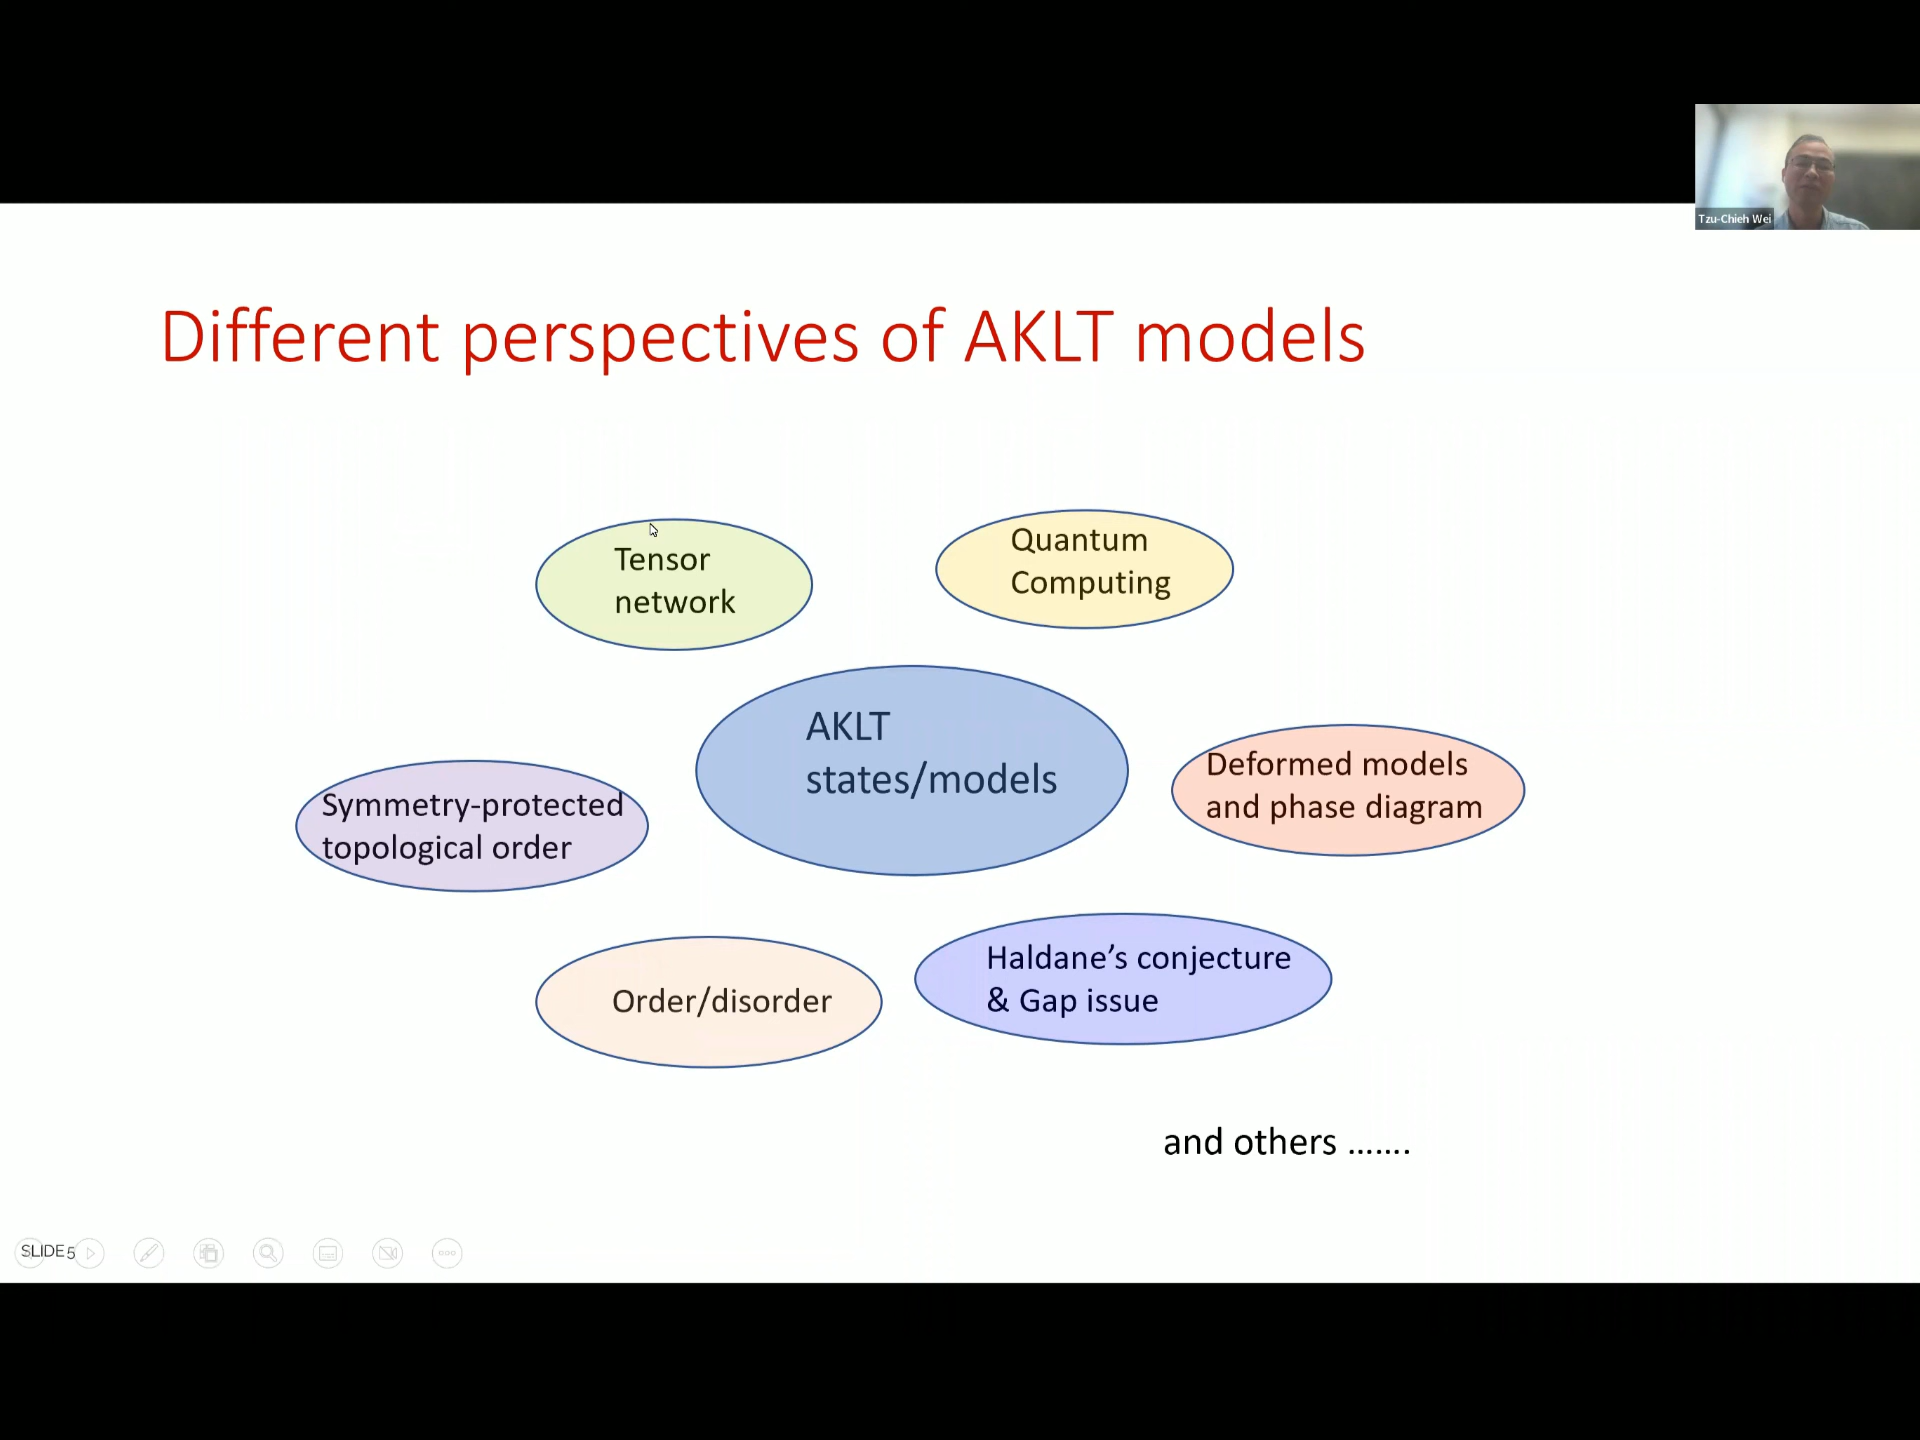 Tzu-Chieh Wei
Different perspectives of AKLT models
Tensor
network
Quantum
Computing
AKLT
states/models
Deformed models
and phase diagram
Symmetry-protected
topological order
Order/disorder
Haldane’s conjecture
& Gap issue
and others .......
SLIDE 5